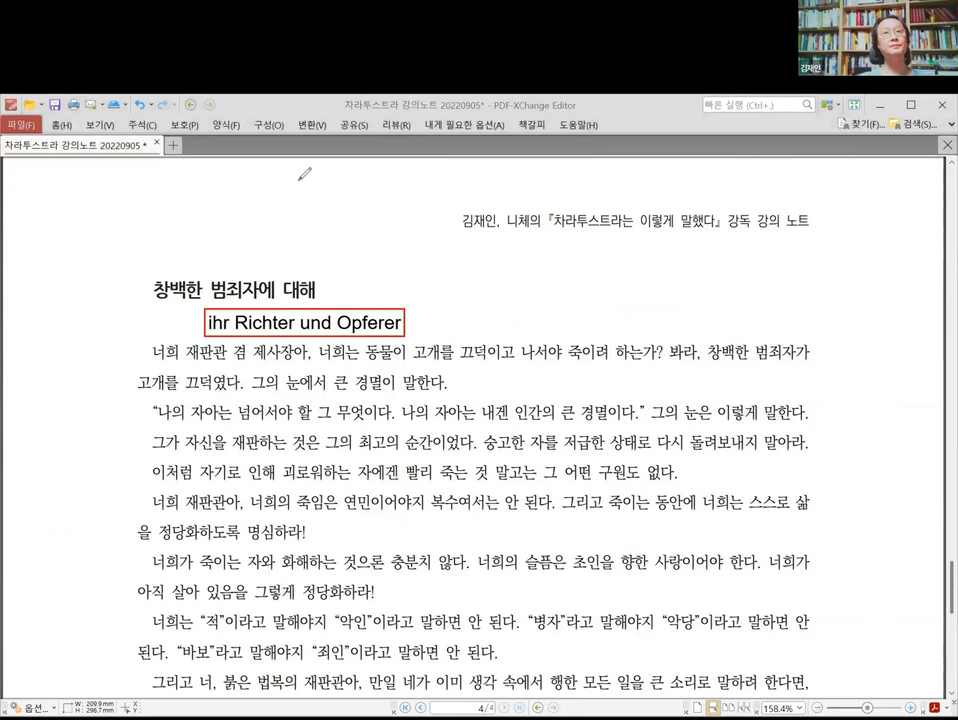 김재인
차라투스트라 강의노트 20220905* - PDF-XChange Editor
빠른 실행 (Ctrl+.)
파일(F) 홈(H) 보기(V) 주석(C) 보호(P) 양식(F) 구성(O) 변환(V) 공유(S) 리뷰(R) 내게 필요한 옵션(A) 책갈피 도움말(H) 찾기(F)... 검색(S)...
차라투스트라 강의노트 20220905 *
김재인, 니체의 『차라투스트라는 이렇게 말했다』 강독 강의 노트
창백한 범죄자에 대해
ihr Richter und Opferer
너희 재판관 겸 제사장아, 너희는 동물이 고개를 끄덕이고 나서야 죽이려 하는가? 봐라, 창백한 범죄자가
고개를 끄덕였다. 그의 눈에서 큰 경멸이 말한다.
“나의 자아는 넘어서야 할 그 무엇이다. 나의 자아는 내겐 인간의 큰 경멸이다.” 그의 눈은 이렇게 말한다.
그가 자신을 재판하는 것은 그의 최고의 순간이었다. 숭고한 자를 저급한 상태로 다시 돌려보내지 말아라.
이처럼 자기로 인해 괴로워하는 자에겐 빨리 죽는 것 말고는 그 어떤 구원도 없다.
너희 재판관아, 너희의 죽임은 연민이어야지 복수여서는 안 된다. 그리고 죽이는 동안에 너희는 스스로 삶
을 정당화하도록 명심하라!
너희가 죽이는 자와 화해하는 것으론 충분치 않다. 너희의 슬픔은 초인을 향한 사랑이어야 한다. 너희가
아직 살아 있음을 그렇게 정당화하라!
너희는 “적”이라고 말해야지 “악인”이라고 말하면 안 된다. “병자”라고 말해야지 “악당”이라고 말하면 안
된다. “바보”라고 말해야지 “죄인”이라고 말하면 안 된다.
그리고 너, 붉은 법복의 재판관아, 만일 네가 이미 생각 속에서 행한 모든 일을 큰 소리로 말하려 한다면,
옵션... W: 209.9mm H: 296.7mm X: Y: 4/4 158.4%